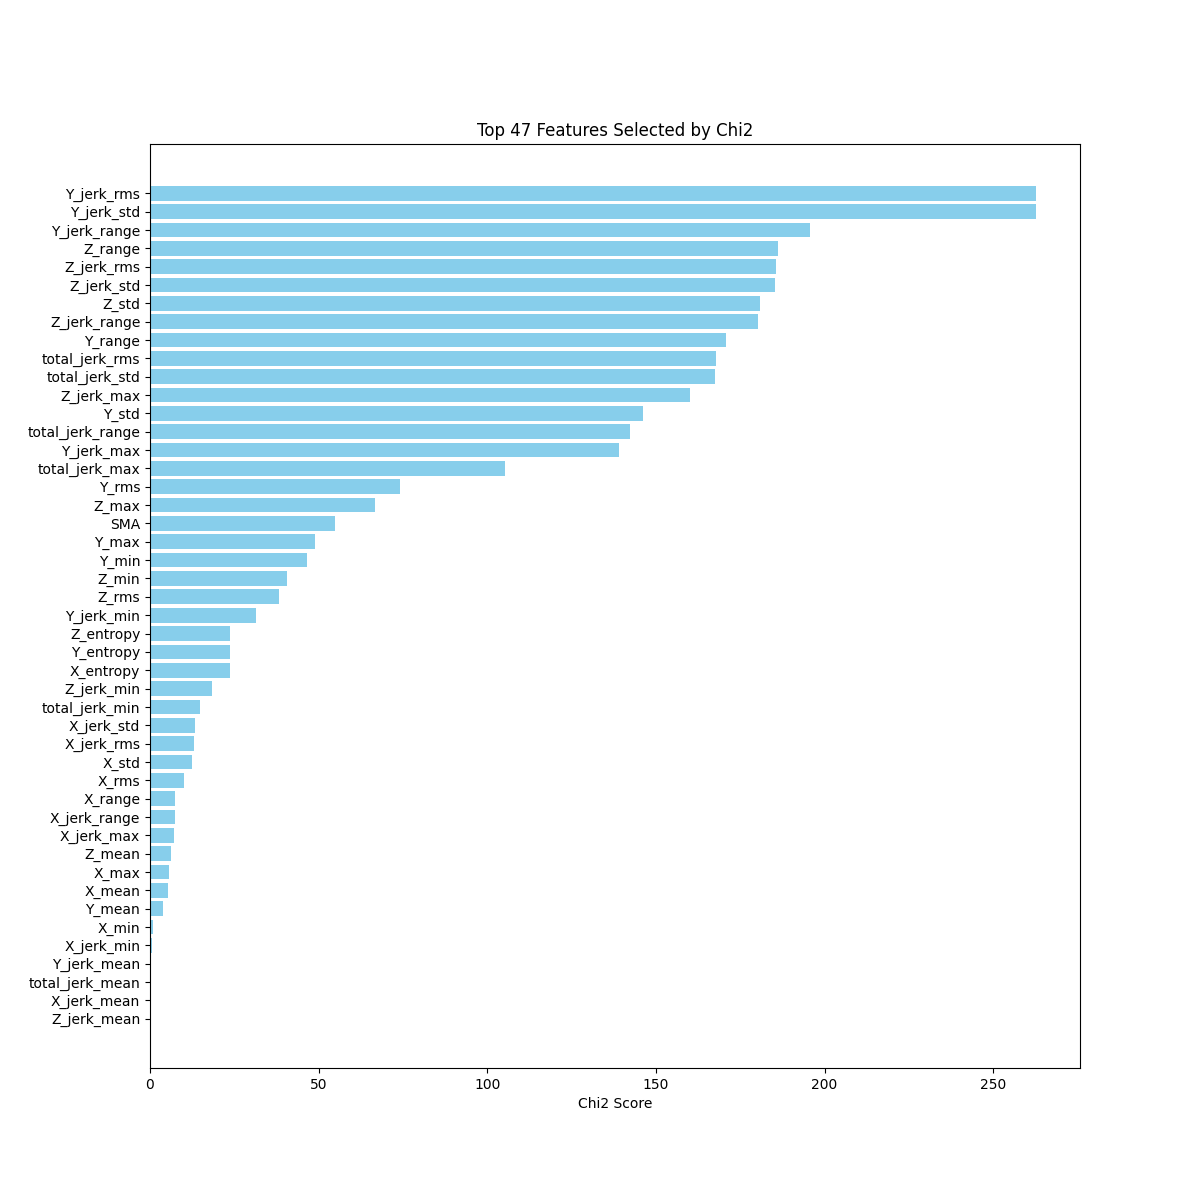 Top 47 Features Selected by Chi2
Y_jerk_rms
Y_jerk_std
Y_jerk_range
Z_range
Z_jerk_rms
Z_jerk_std
Z_std
Z_jerk_range
Y_range
total_jerk_rms
total_jerk_std
Z_jerk_max
Y_std
total_jerk_range
Y_jerk_max
total_jerk_max
Y_rms
Z_max
SMA
Y_max
Y_min
Z_min
Z_rms
Y_jerk_min
Z_entropy
Y_entropy
X_entropy
Z_jerk_min
total_jerk_min
X_jerk_std
X_jerk_rms
X_std
X_rms
X_range
X_jerk_range
X_jerk_max
Z_mean
X_max
X_mean
Y_mean
X_min
X_jerk_min
Y_jerk_mean
total_jerk_mean
X_jerk_mean
Z_jerk_mean
0 50 100 150 200 250
Chi2 Score